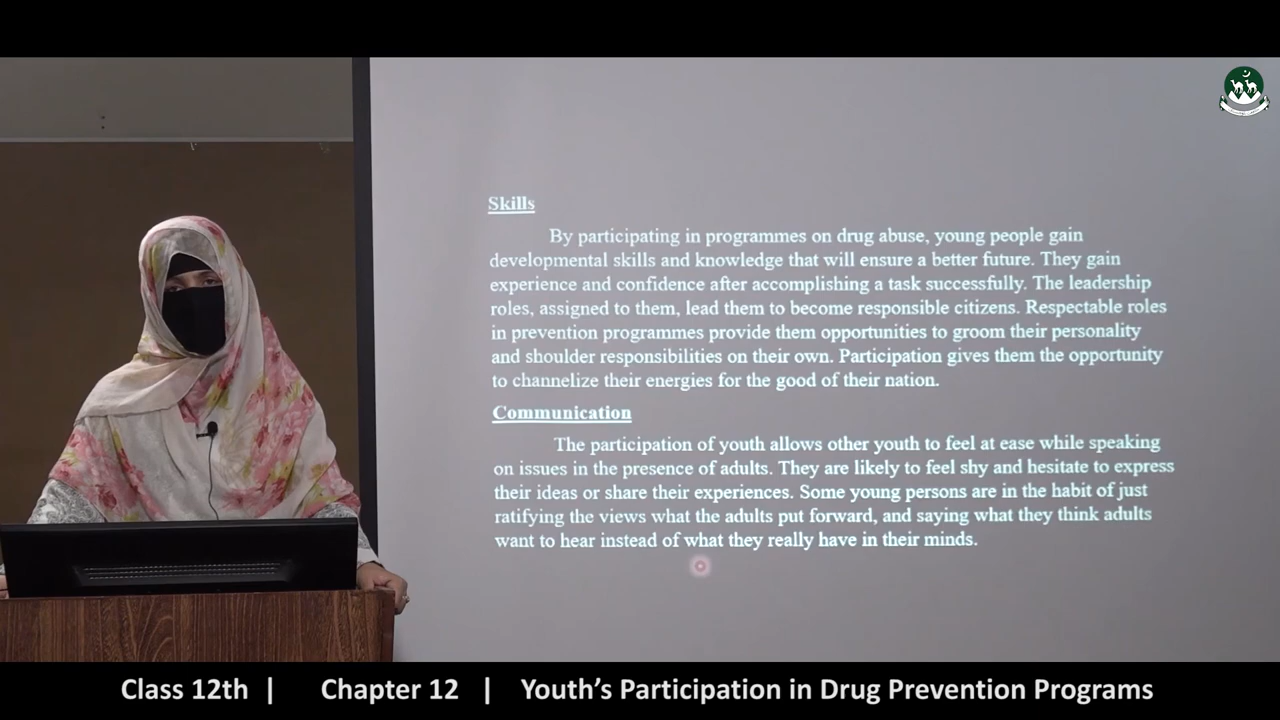 Skills
By participating in programmes on drug abuse, young people gain
developmental skills and knowledge that will ensure a better future. They gain
experience and confidence after accomplishing a task successfully. The leadership
roles, assigned to them, lead them to become responsible citizens. Respectable roles
in prevention programmes provide them opportunities to groom their personality
and shoulder responsibilities on their own. Participation gives them the opportunity
to channelize their energies for the good of their nation.
Communication
The participation of youth allows other youth to feel at ease while speaking
on issues in the presence of adults. They are likely to feel shy and hesitate to express
their ideas or share their experiences. Some young persons are in the habit of just
ratifying the views what the adults put forward, and saying what they think adults
want to hear instead of what they really have in their minds.
Class 12th | Chapter 12 | Youth's Participation in Drug Prevention Programs